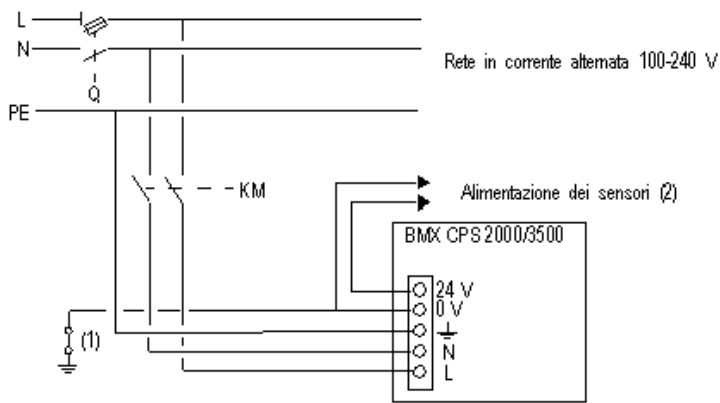 L
N
Rete in corrente alternata 100-240 V
Q
PE
KM
Alimentazione dei sensori (2)
BMX CPS 2000/3500
24 V
0 V
(1)
N
L